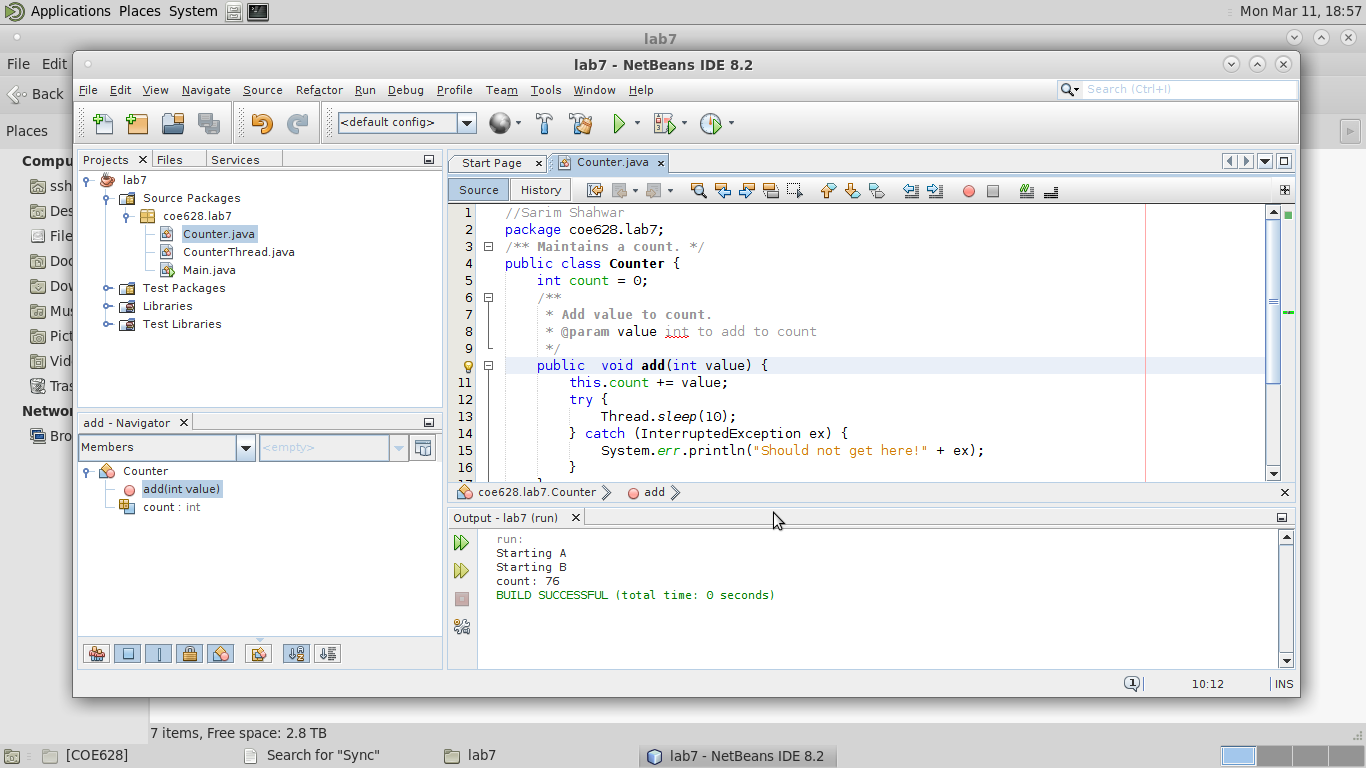 Applications Places System Mon Mar 11, 18:57
lab7
File Edit
lab7 - NetBeans IDE 8.2
File Edit View Navigate Source Refactor Run Debug Profile Team Tools Window Help Search (Ctrl+I)
Back
<default config>
Places
Projects Files Services
Start Page Counter.java
Source History
Compu
ssh
Des
File
Doc
Dow
Mus
Pict
Vide
Tras
Netwo
Bro
lab7
Source Packages
coe628.lab7
Counter.java
CounterThread.java
Main.java
Test Packages
Libraries
Test Libraries
1 //Sarim Shahwar
2 package coe628.lab7;
3 /** Maintains a count. */
4 public class Counter {
5 int count = 0;
6 /**
7 * Add value to count.
8 * @param value int to add to count
9 */
public  void add(int value) {
11 this.count += value;
12 try {
13 Thread.sleep(10);
14 } catch (InterruptedException ex) {
15 System.err.println("Should not get here!" + ex);
16 }
coe628.lab7.Counter add
add - Navigator
Members <empty>
Counter
add(int value)
count : int
Output - lab7 (run)
run:
Starting A
Starting B
count: 76
BUILD SUCCESSFUL (total time: 0 seconds)
1 10:12 INS
7 items, Free space: 2.8 TB
[COE628] Search for "Sync" lab7 lab7 - NetBeans IDE 8.2